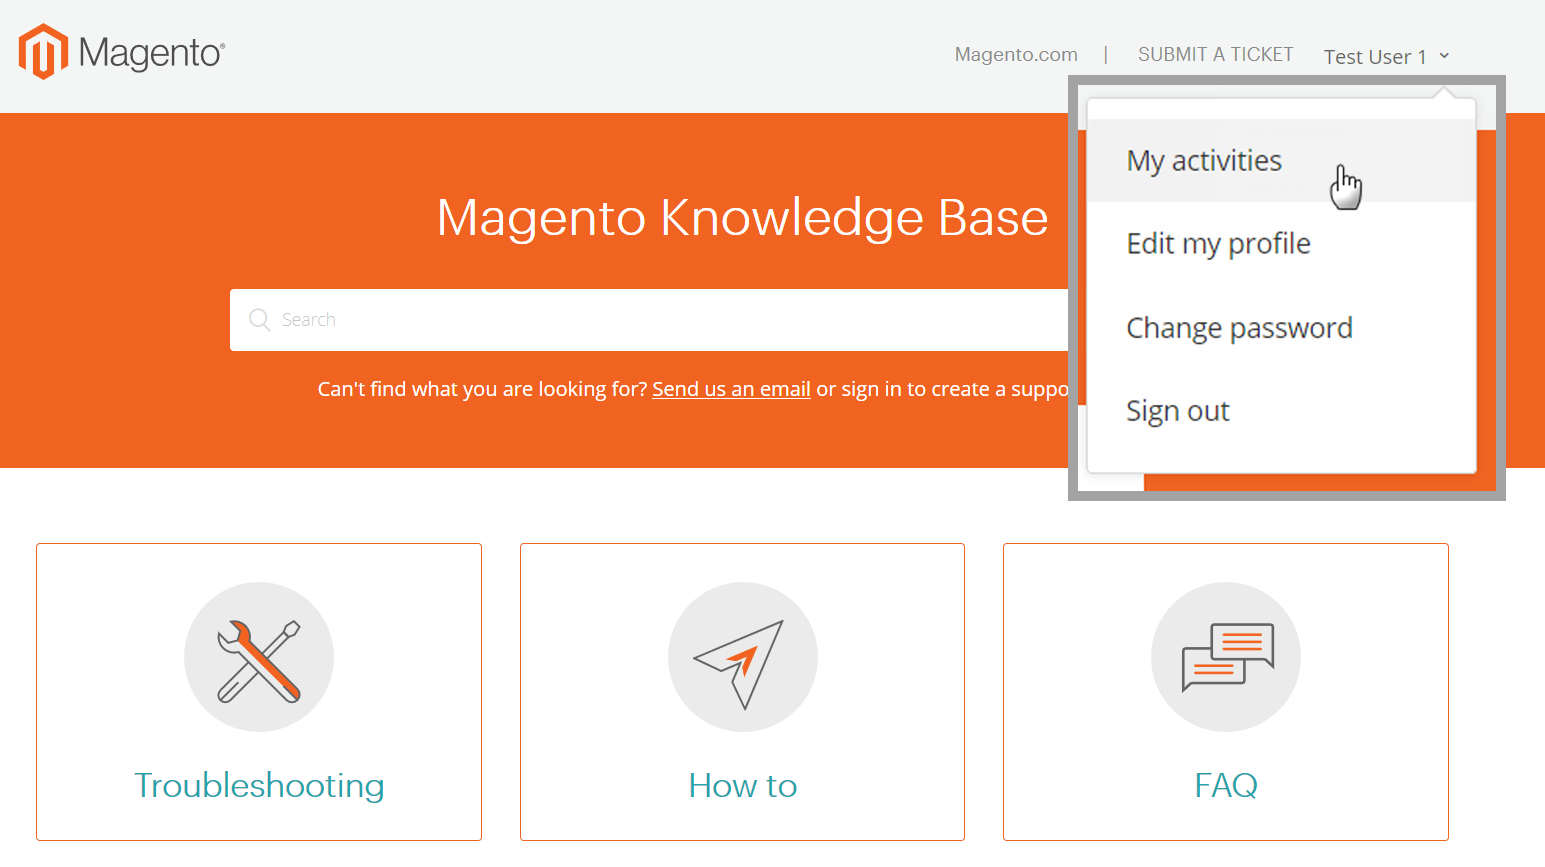 Magento®
Magento.com | SUBMIT A TICKET Test User 1
My activities
Edit my profile
Change password
Sign out
Magento Knowledge Base
Search
Can't find what you are looking for? Send us an email or sign in to create a suppo
Troubleshooting
How to
FAQ